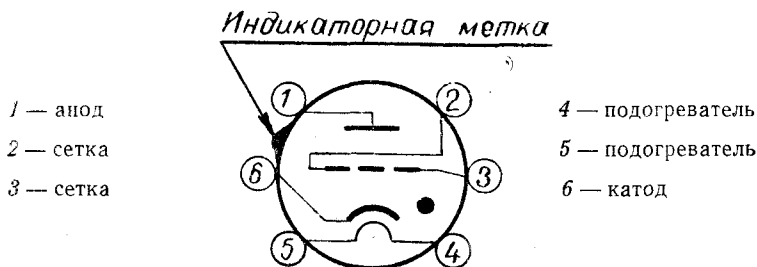 Индикаторная метка
1 — анод
2 — сетка
3 — сетка
1
2
3
4
5
6
4 — подогреватель
5 — подогреватель
6 — катод